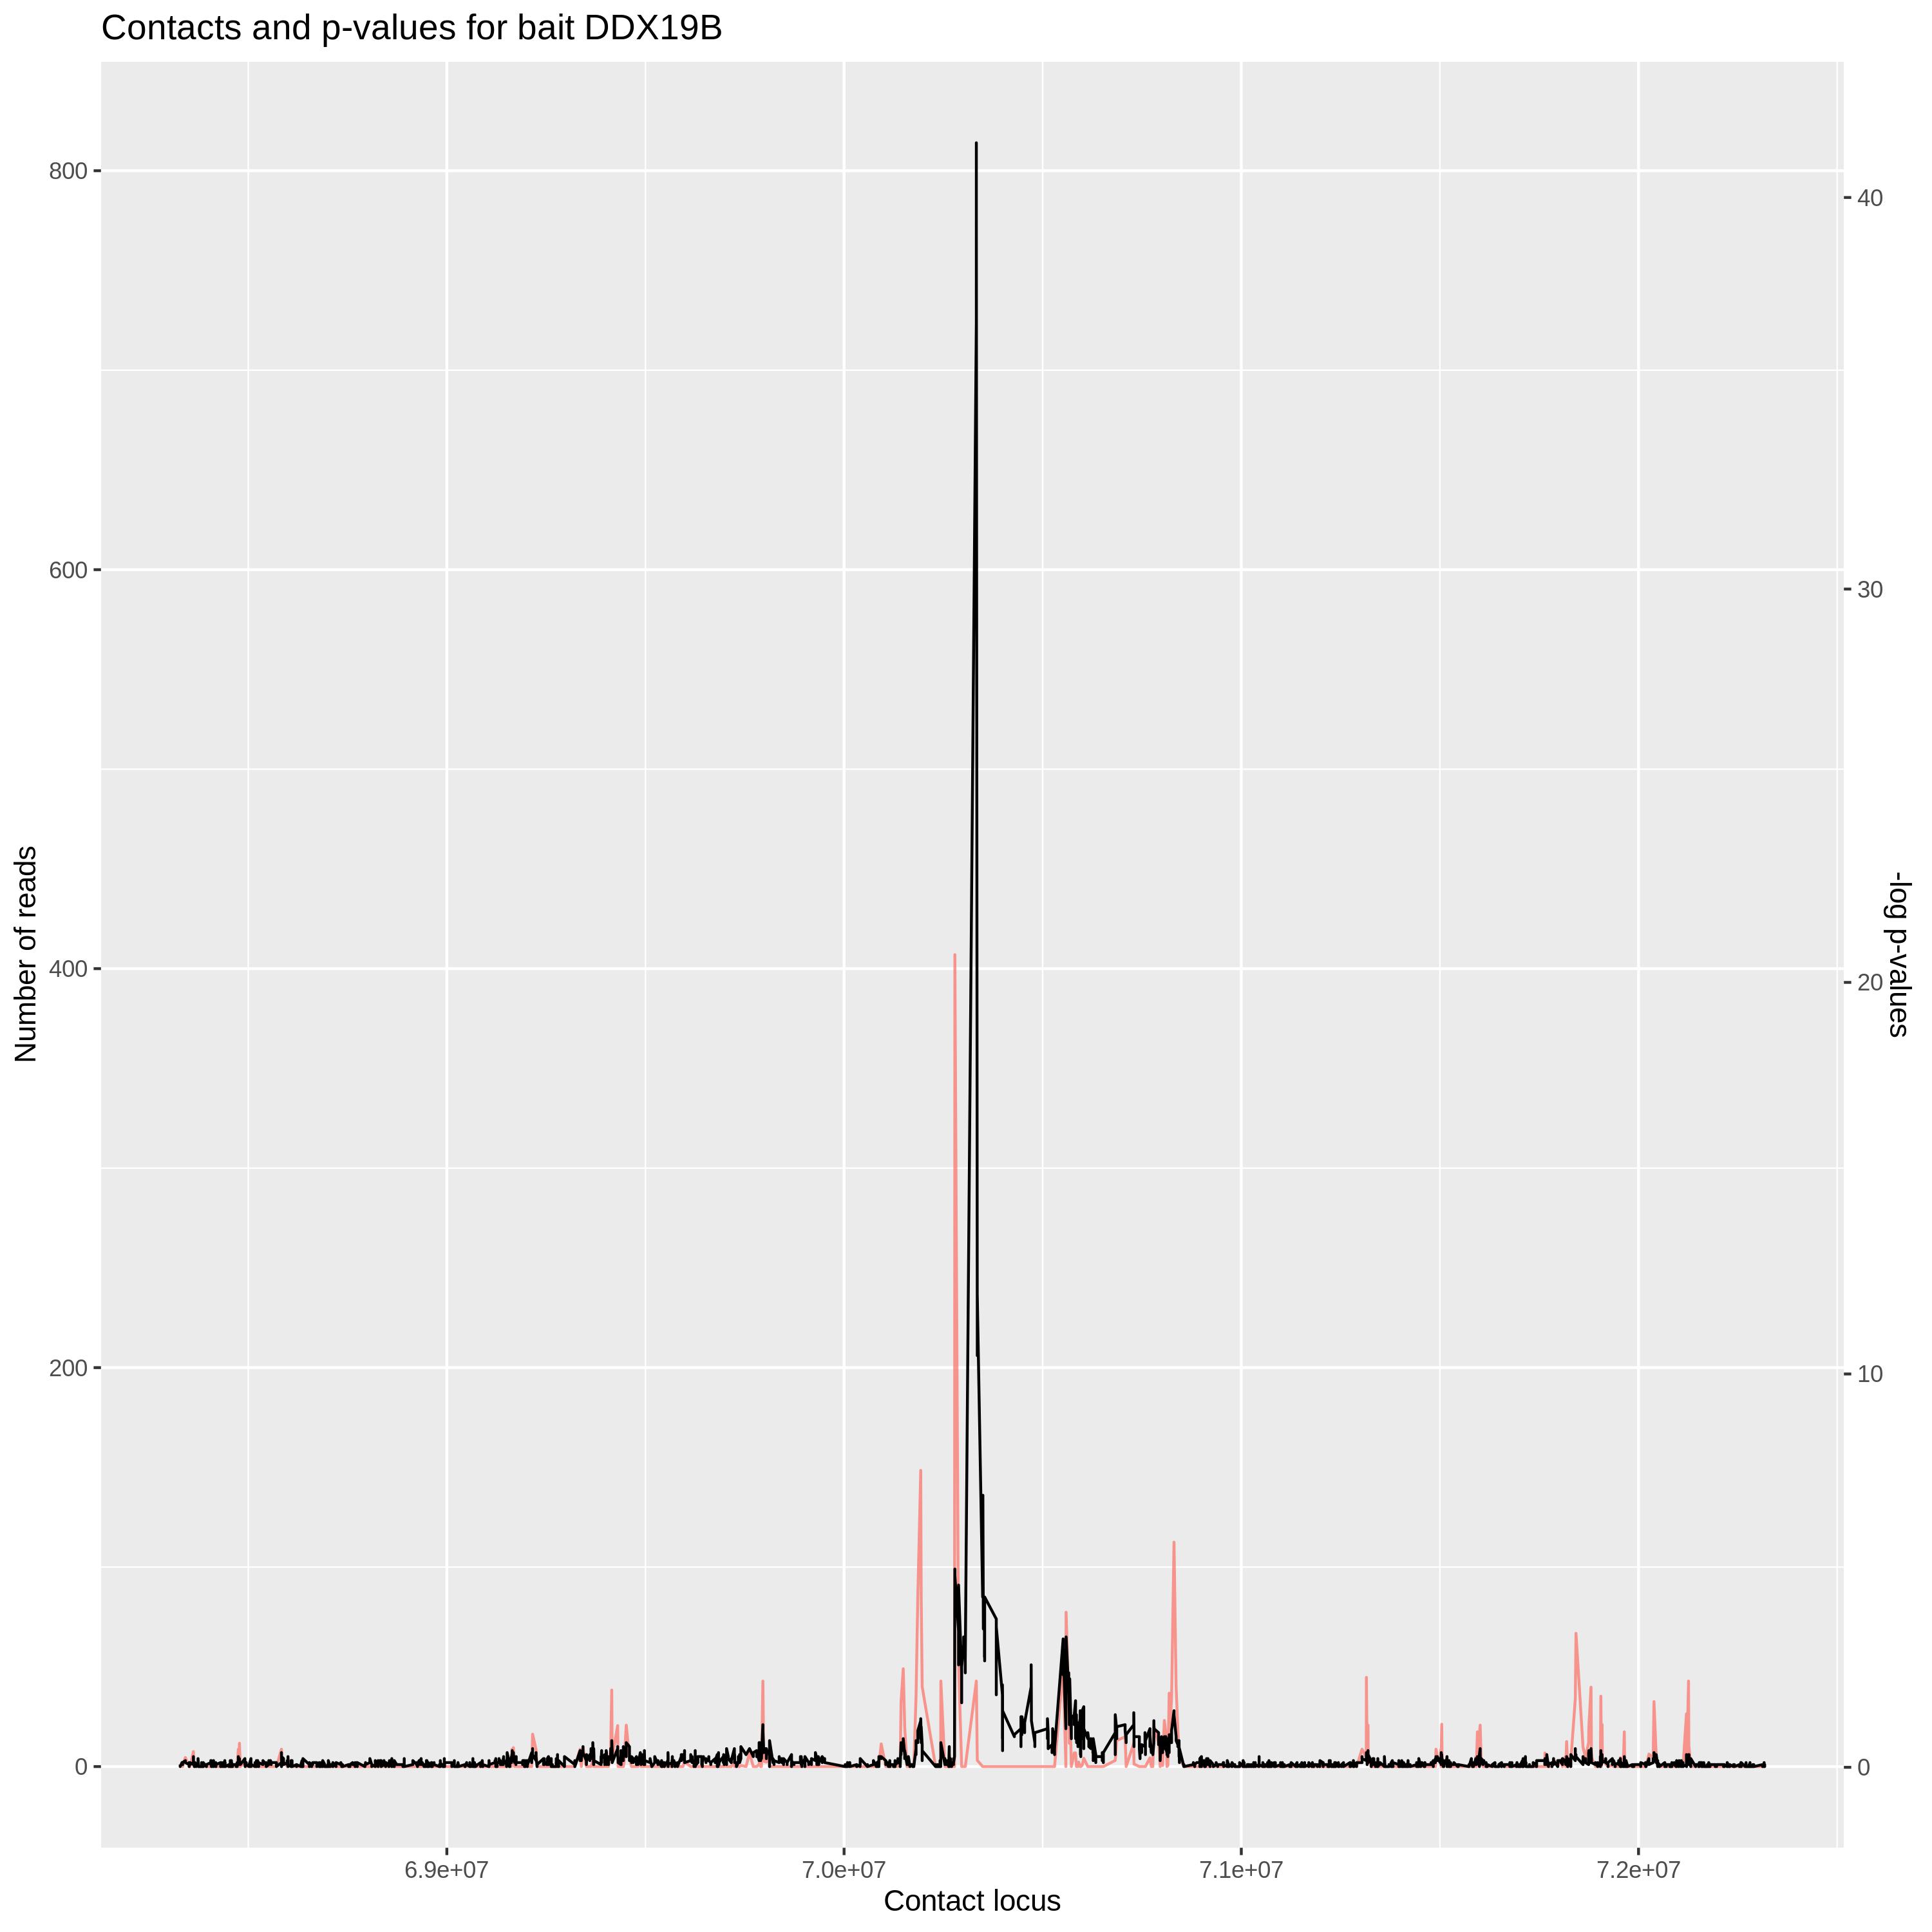 Contacts and p-values for bait DDX19B
800
600
400
200
0
Number of reads
40
30
20
10
0
-log p-values
6.9e+07
7.0e+07
7.1e+07
7.2e+07
Contact locus